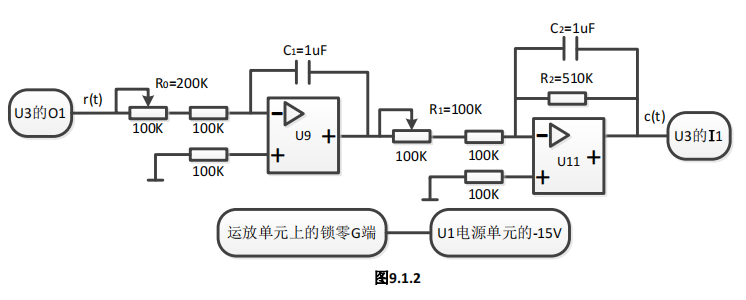 C₂=1uF
C₁=1uF
R₀=200K
R₂=510K
R₁=100K
U3的O1
r(t)
100K
100K
U9
100K
100K
100K
U11
100K
c(t)
U3的I1
运放单元上的锁零G端
U1电源单元的-15V
图9.1.2